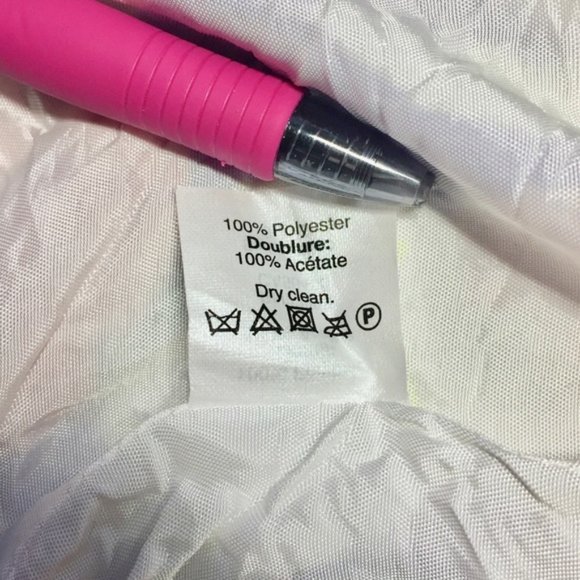 100% Polyester
Doublure:
100% Acétate
Dry clean.
P